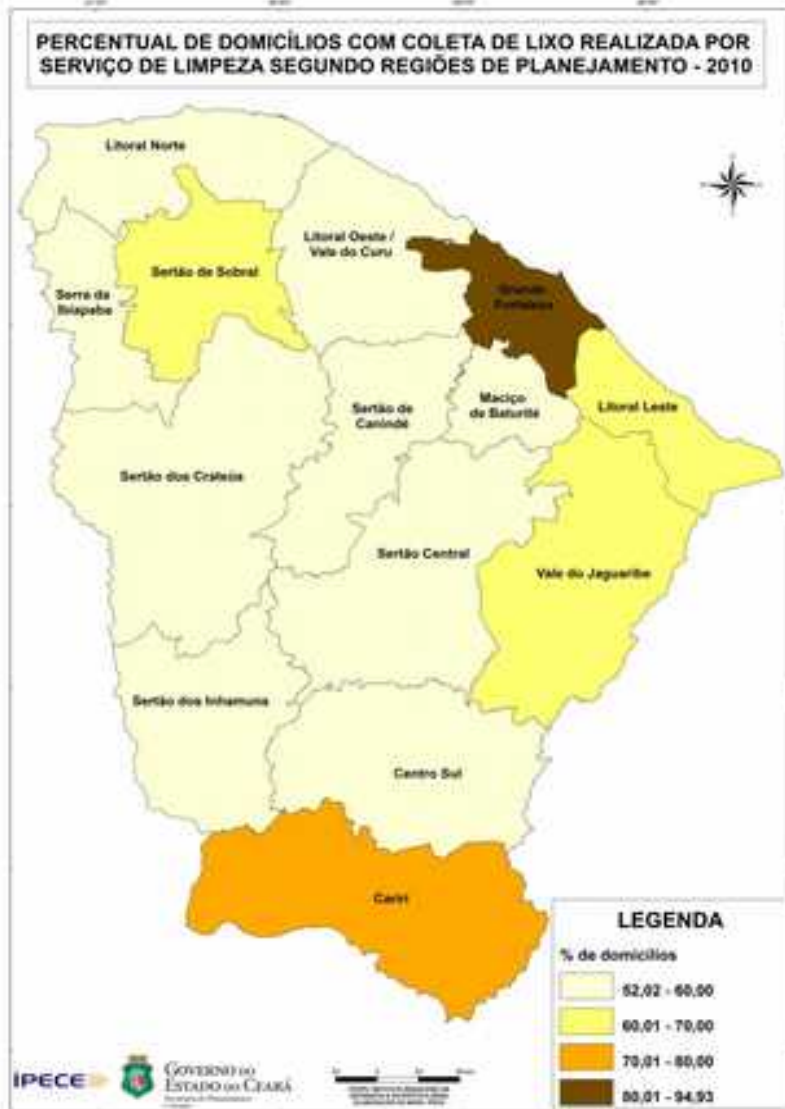 PERCENTUAL DE DOMICÍLIOS COM COLETA DE LIXO REALIZADA POR
SERVIÇO DE LIMPEZA SEGUNDO REGIÕES DE PLANEJAMENTO - 2010
Litoral Norte
Litoral Oeste /
Vale do Curu
Sertão de Sobral
Grande
Fortaleza
Serra da
Ibiapaba
Maciço
de Baturité
Sertão de
Canindé
Litoral Leste
Sertão dos Crateús
Sertão Central
Vale do Jaguaribe
Sertão dos Inhamuns
Centro Sul
Cariri
LEGENDA
% de domicílios
52,02 - 60,00
60,01 - 70,00
70,01 - 80,00
80,01 - 94,93
IPECE
GOVERNO DO
ESTADO DO CEARÁ